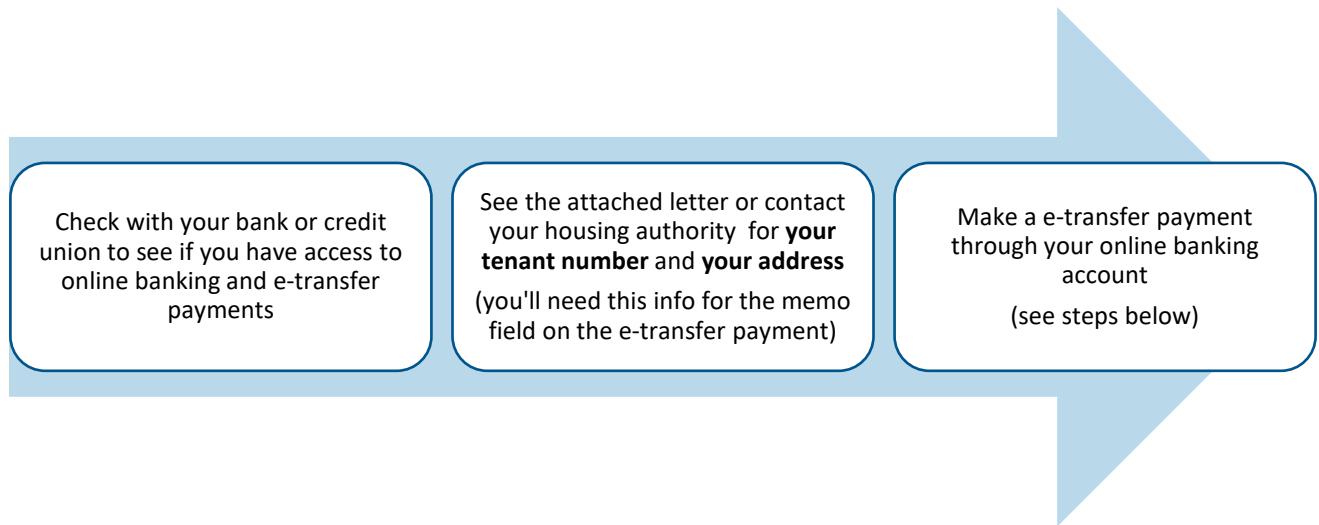 Check with your bank or credit
union to see if you have access to
online banking and e-transfer
payments
See the attached letter or contact
your housing authority for your
tenant number and your address
(you'll need this info for the memo
field on the e-transfer payment)
Make a e-transfer payment
through your online banking
account
(see steps below)